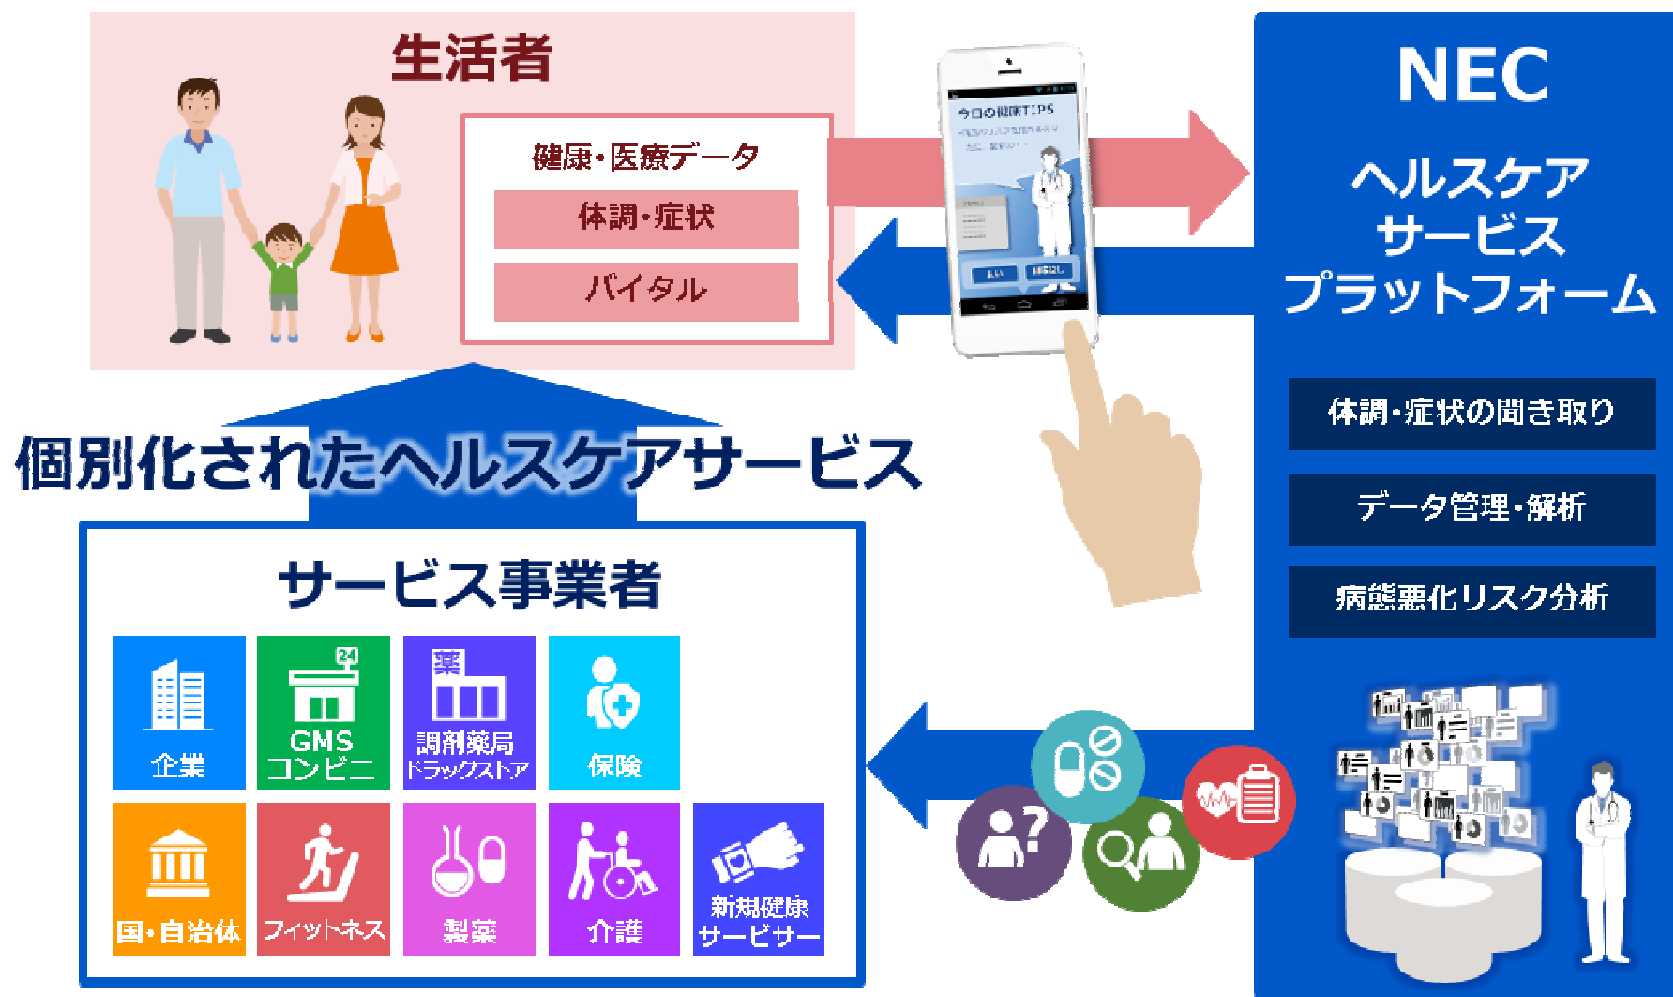 生活者
健康・医療データ
体調・症状
バイタル
今日の健康TIPS
NEC
ヘルスケア
サービス
プラットフォーム
体調・症状の聞き取り
データ管理・解析
病態悪化リスク分析
個別化されたヘルスケアサービス
サービス事業者
企業
24
GMS
コンビニ
薬
調剤薬局
ドラッグストア
保険
国・自治体
フィットネス
製薬
介護
新規健康
サービサー
?